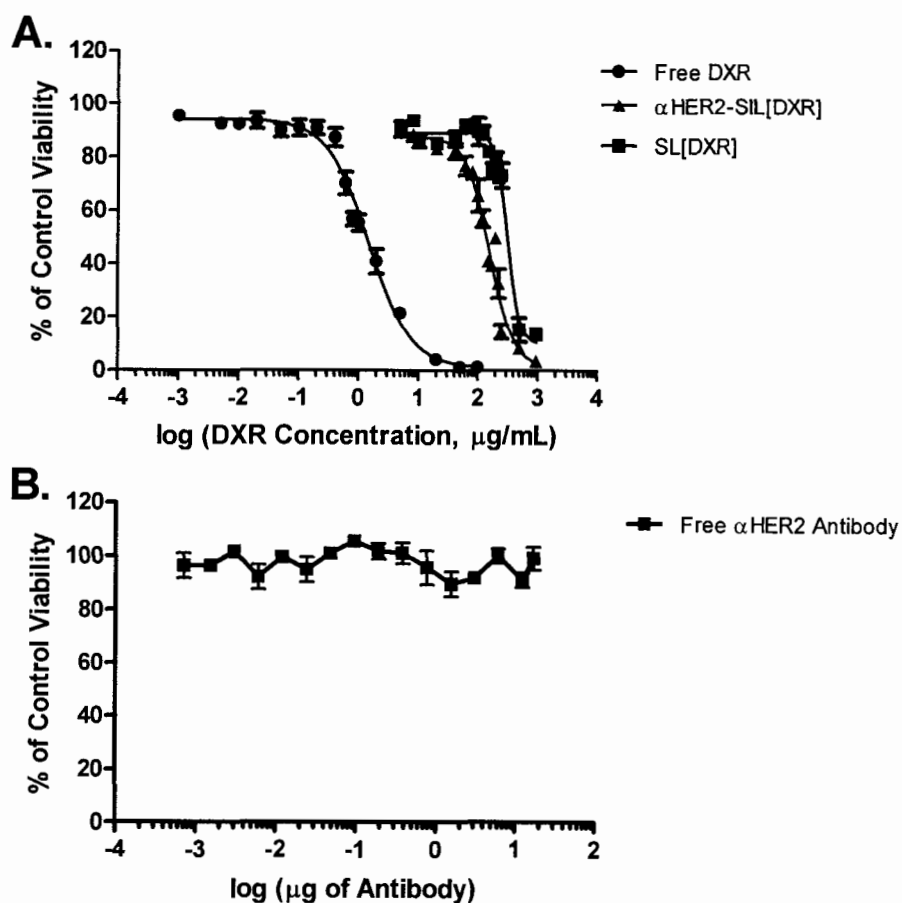 A.
120
100
80
60
40
20
0
% of Control Viability
-4 -3 -2 -1 0 1 2 3 4
log (DXR Concentration, μg/mL)
Free DXR
αHER2-SIL[DXR]
SL[DXR]
B.
120
100
80
60
40
20
0
% of Control Viability
-4 -3 -2 -1 0 1 2
log (μg of Antibody)
Free αHER2 Antibody